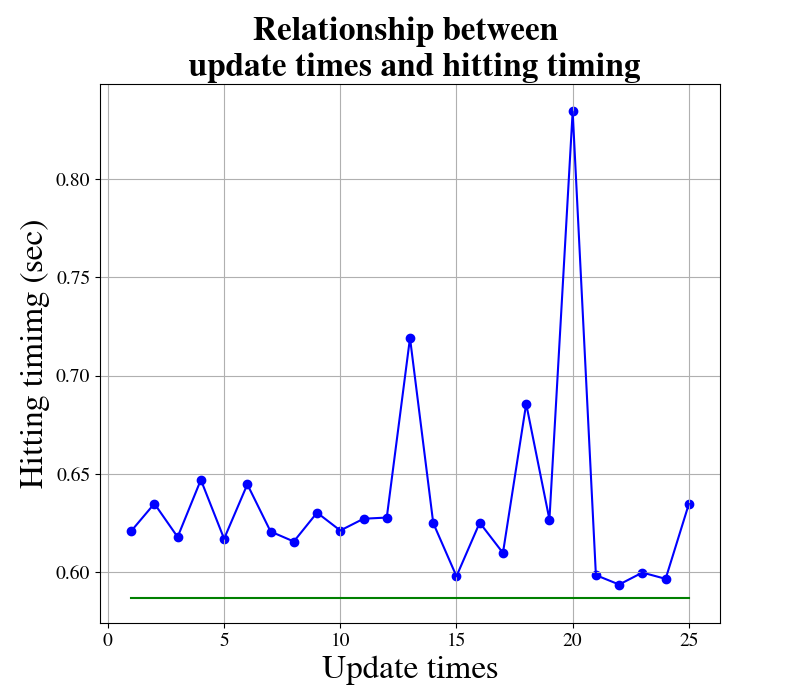 Relationship between
update times and hitting timing
0.80
0.75
0.70
0.65
0.60
Hitting timimg (sec)
0 5 10 15 20 25
Update times